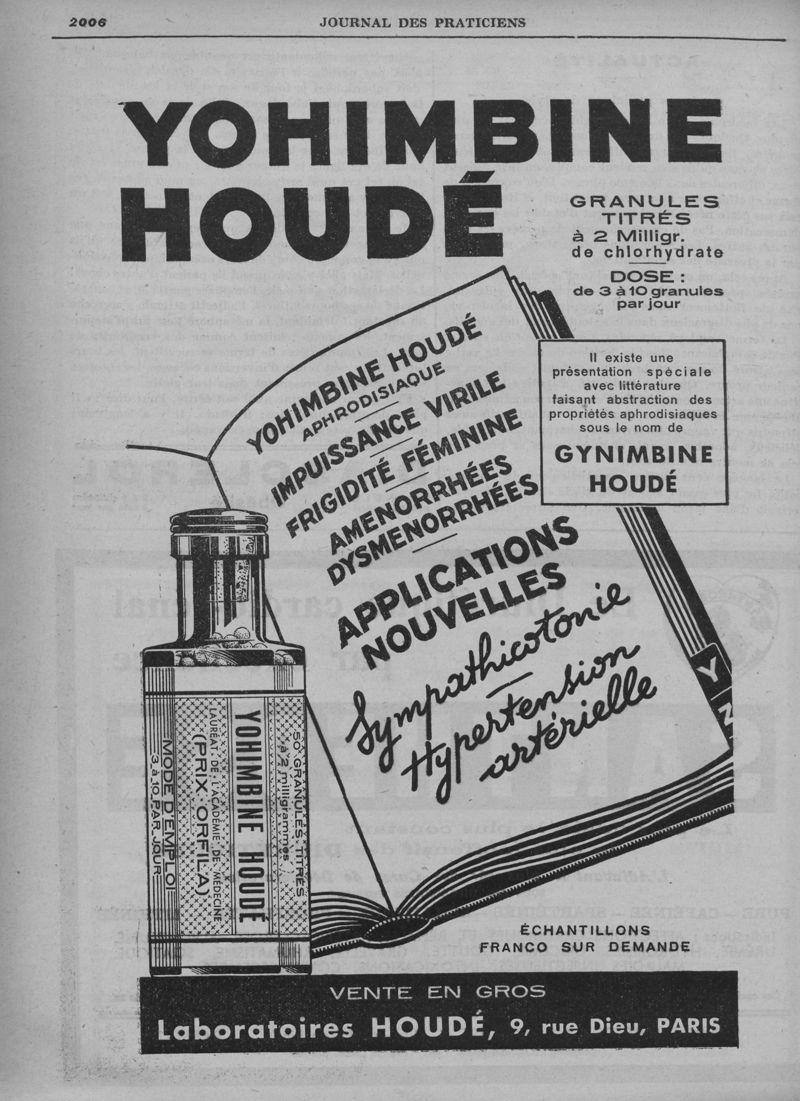 2006
JOURNAL DES PRATICIENS
YOHIMBINE
HOUDÉ
GRANULES
TITRÉS
à 2 Milligr.
de chlorhydrate
DOSE :
de 3 à 10 granules
par jour
Il existe une
présentation spéciale
avec littérature
faisant abstraction des
propriétés aphrodisiaques
sous le nom de
GYNIMBINE
HOUDÉ
YOHIMBINE HOUDÉ
APHRODISIAQUE
IMPUISSANCE VIRILE
FRIGIDITÉ FÉMININE
AMENORRHÉES
DYSMENORRHÉES
APPLICATIONS
NOUVELLES
Sympathicotonie
Hypertension
artérielle
Y
Z
50 GRANULES TITRÉS
à 2 milligrammes
YOHIMBINE HOUDÉ
LAURÉAT DE L'ACADÉMIE DE MÉDECINE
(PRIX ORFILA)
MODE D'EMPLOI
3 à 10 PAR JOUR
ÉCHANTILLONS
FRANCO SUR DEMANDE
VENTE EN GROS
Laboratoires HOUDÉ, 9, rue Dieu, PARIS